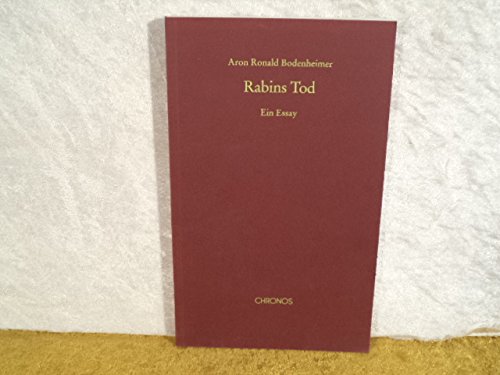 Aron Ronald Bodenheimer
Rabins Tod
Ein Essay
CHRONOS